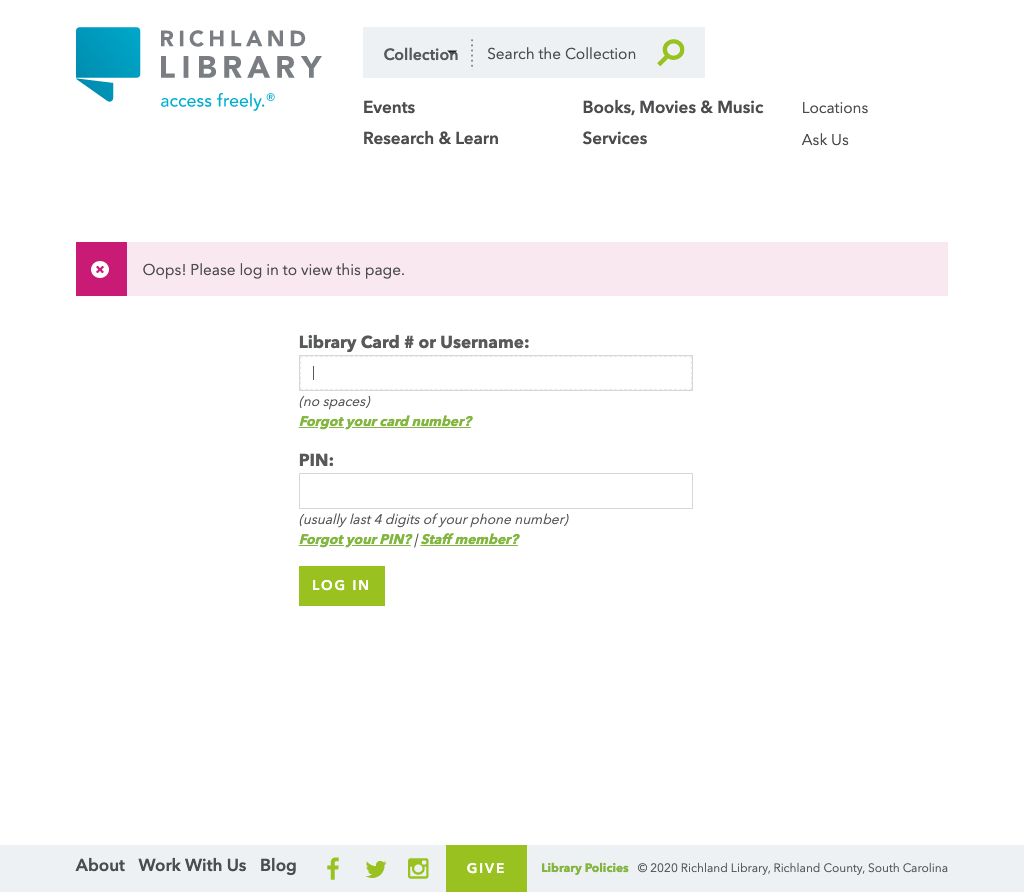 RICHLAND
LIBRARY
access freely.®
Collection
Search the Collection
Events
Books, Movies & Music
Locations
Research & Learn
Services
Ask Us
Oops! Please log in to view this page.
Library Card # or Username:
(no spaces)
Forgot your card number?
PIN:
(usually last 4 digits of your phone number)
Forgot your PIN? | Staff member?
LOG IN
About Work With Us Blog GIVE Library Policies © 2020 Richland Library, Richland County, South Carolina